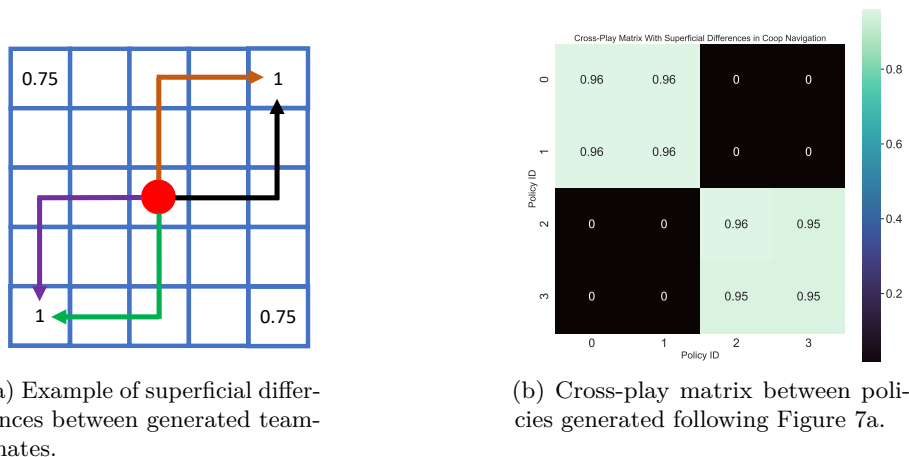 0.75
1
1
0.75
Cross-Play Matrix With Superficial Differences in Coop Navigation
Policy ID
0 0.96 0.96 0 0
1 0.96 0.96 0 0
2 0 0 0.96 0.95
3 0 0 0.95 0.95
0 1 2 3
Policy ID
0.8
0.6
0.4
0.2
a) Example of superficial differ-
nces between generated team-
nates.
(b) Cross-play matrix between poli-
cies generated following Figure 7a.